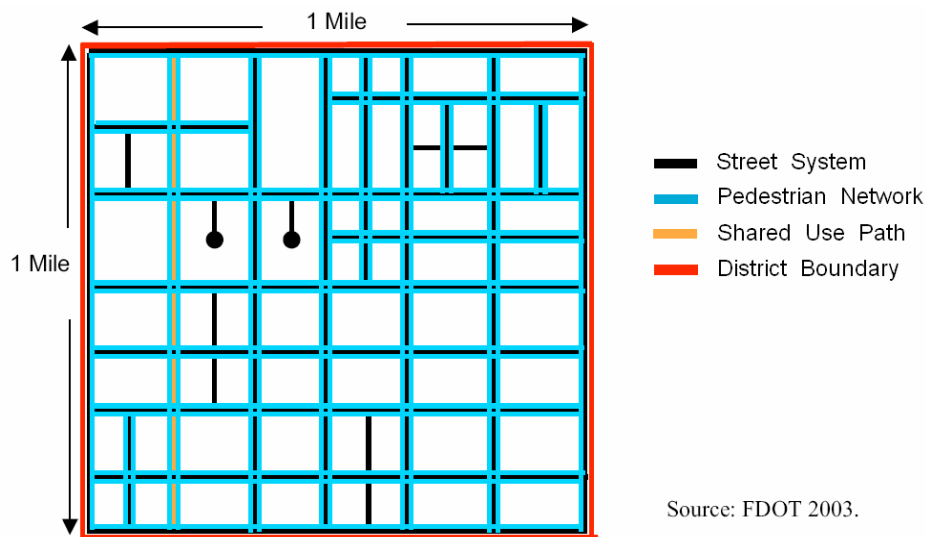 1 Mile
1 Mile
Street System
Pedestrian Network
Shared Use Path
District Boundary
Source: FDOT 2003.